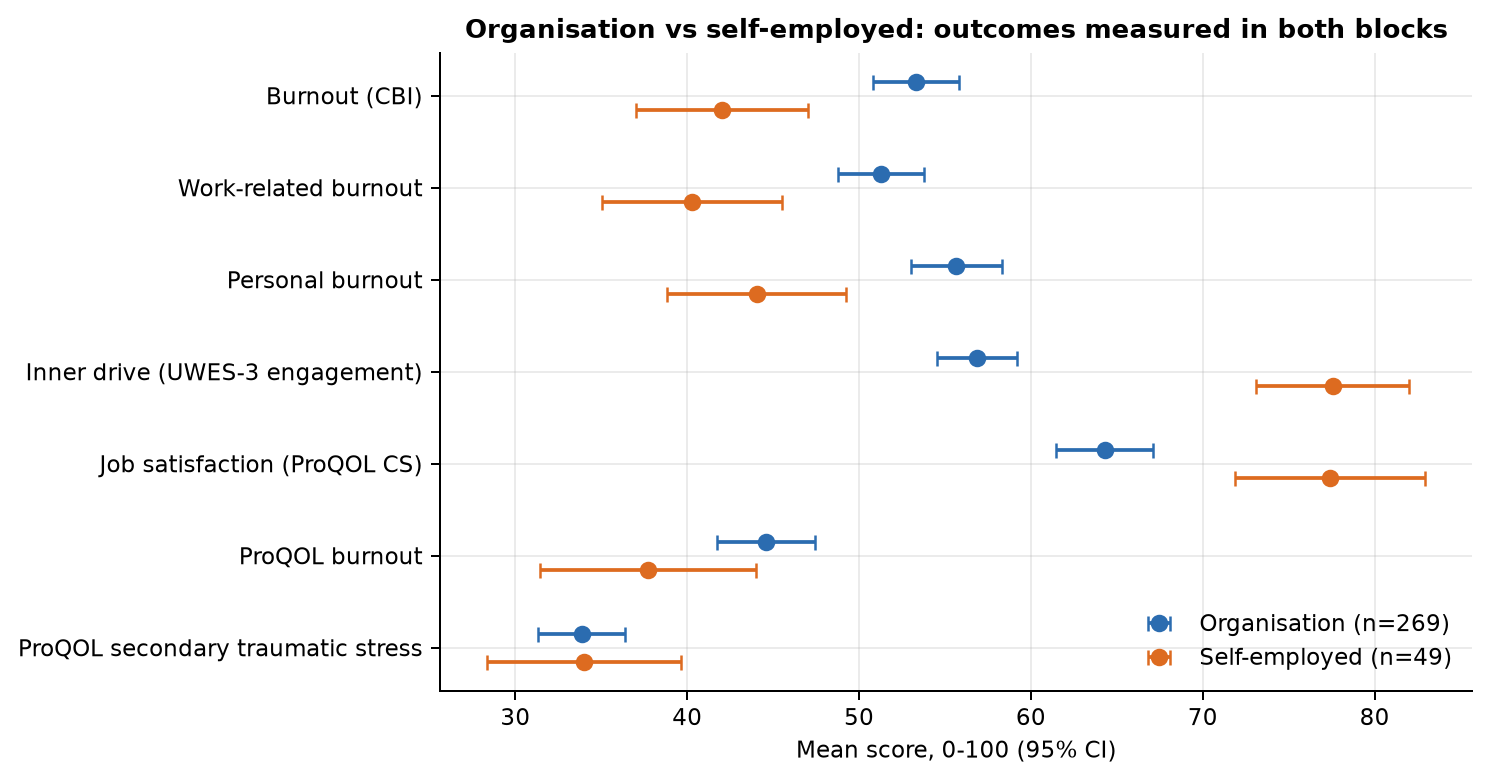 Organisation vs self-employed: outcomes measured in both blocks
Burnout (CBI)
Work-related burnout
Personal burnout
Inner drive (UWES-3 engagement)
Job satisfaction (ProQOL CS)
ProQOL burnout
ProQOL secondary traumatic stress
Organisation (n=269)
Self-employed (n=49)
30 40 50 60 70 80
Mean score, 0-100 (95% CI)